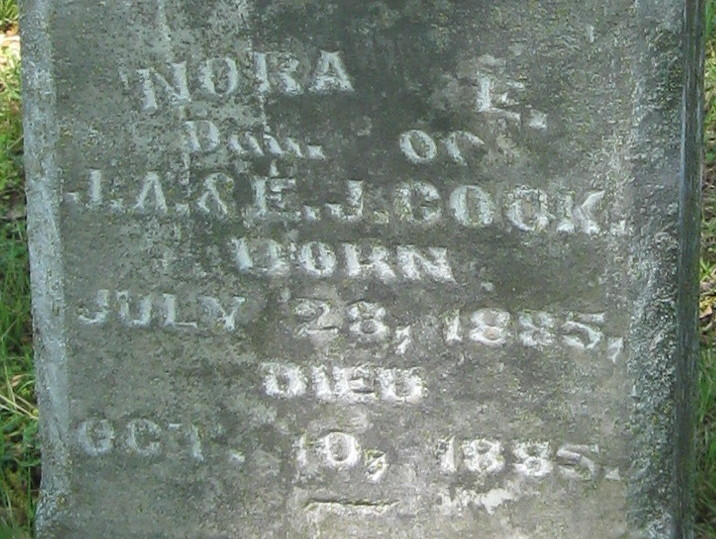 NORA E.
Dau. OF
J. A. & E. J. COOK.
BORN
JULY 28, 1885,
DIED
OCT. 10, 1885.